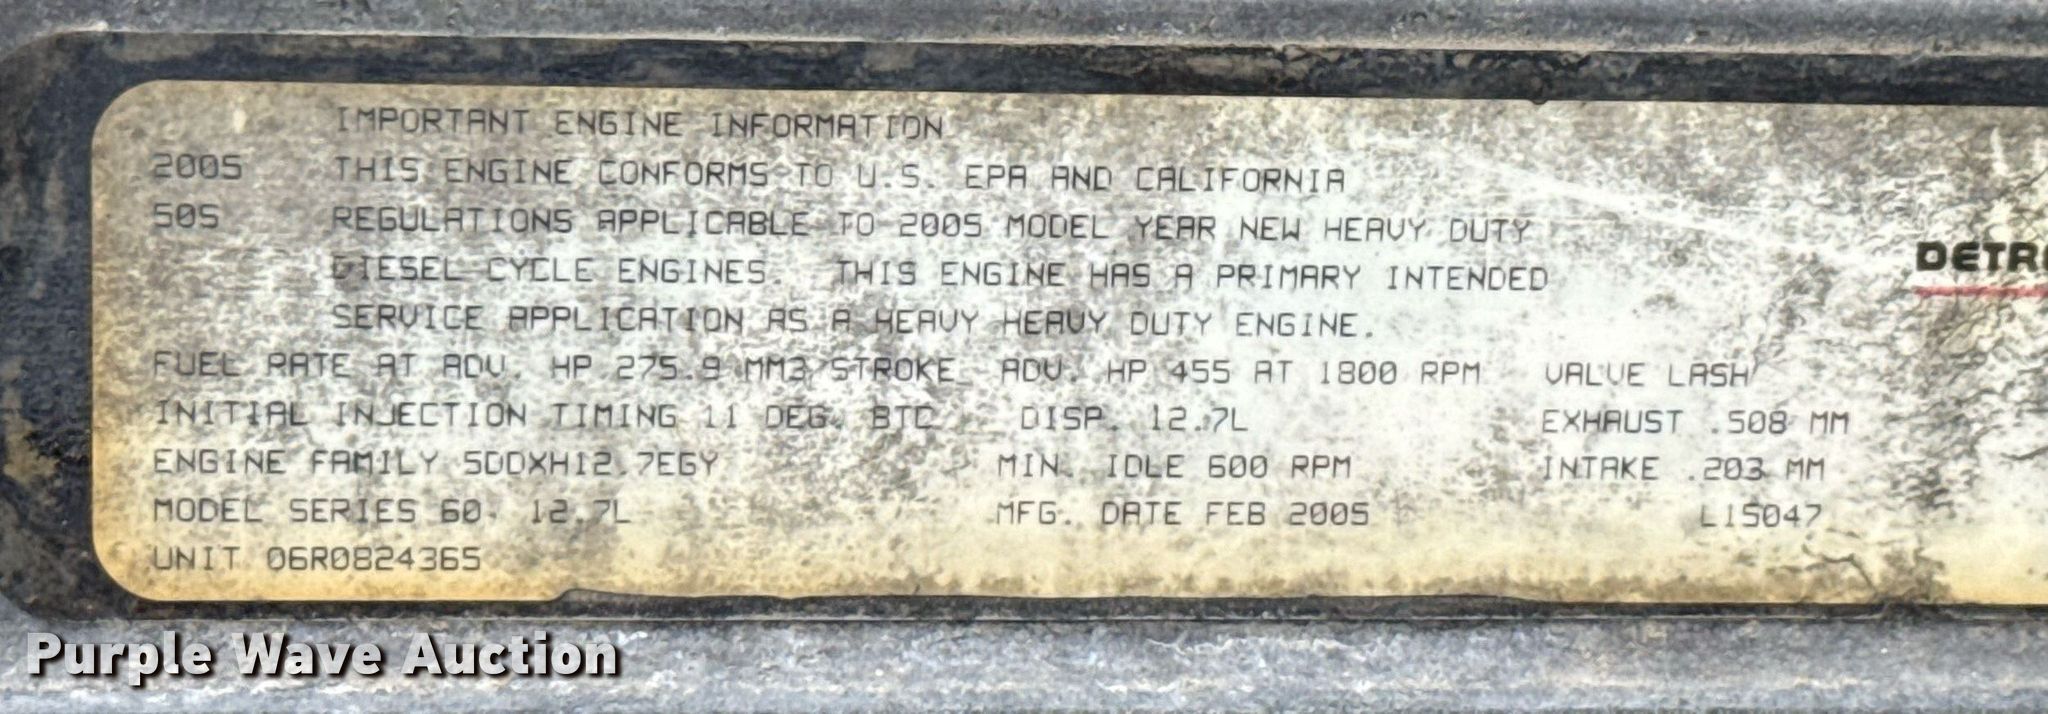 IMPORTANT ENGINE INFORMATION
2005 THIS ENGINE CONFORMS TO U.S. EPA AND CALIFORNIA
505 REGULATIONS APPLICABLE TO 2005 MODEL YEAR NEW HEAVY DUTY
DIESEL CYCLE ENGINES. THIS ENGINE HAS A PRIMARY INTENDED
SERVICE APPLICATION AS A HEAVY HEAVY DUTY ENGINE.
DETR
FUEL RATE AT ADV. HP 275.9 MM3/STROKE ADV. HP 455 AT 1800 RPM VALVE LASH
INITIAL INJECTION TIMING 11 DEG. BTC DISP. 12.7L EXHAUST .508 MM
ENGINE FAMILY 5DDXH12.7EGY MIN. IDLE 600 RPM INTAKE .203 MM
MODEL SERIES 60 12.7L MFG. DATE FEB 2005 L15047
UNIT 06R0824365
Purple Wave Auction